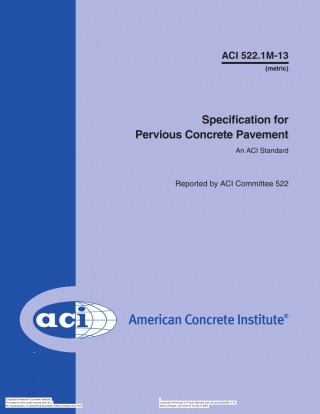 ACI 522.1M-13
(metric)
Specification for
Pervious Concrete Pavement
An ACI Standard
Reported by ACI Committee 522
aci
American Concrete Institute®